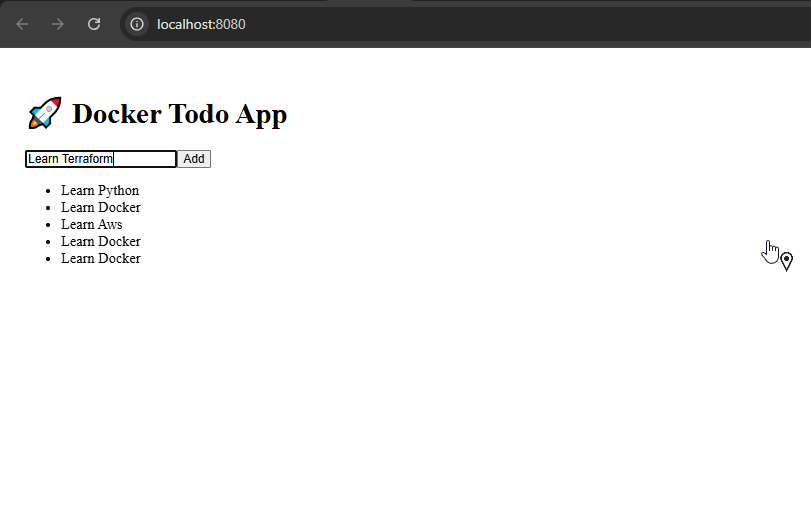 localhost:8080
🚀 Docker Todo App
Learn Terraform Add
Learn Python
Learn Docker
Learn Aws
Learn Docker
Learn Docker